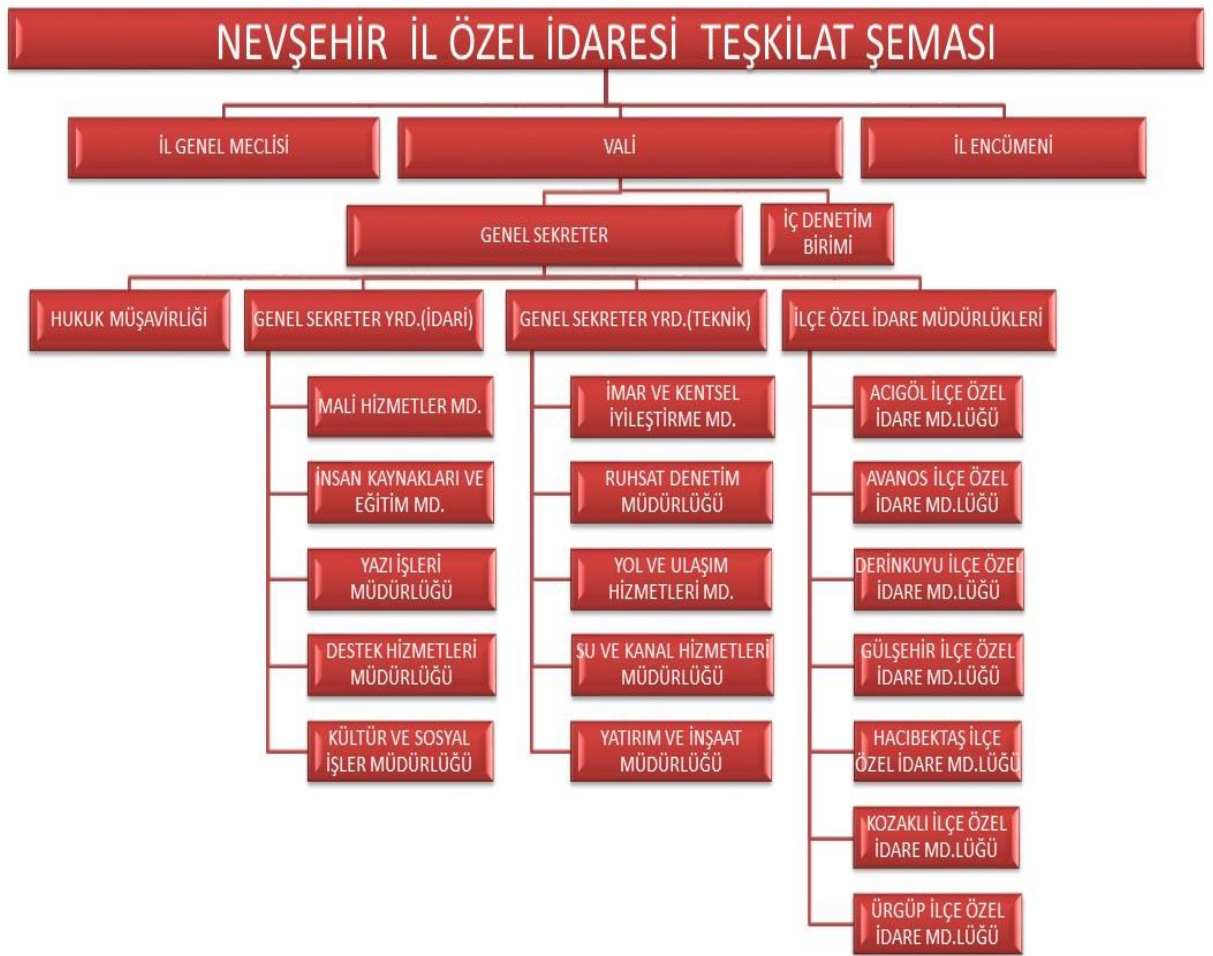 NEVŞEHİR İL ÖZEL İDARESİ TEŞKİLAT ŞEMASI
İL GENEL MECLİSİ
VALİ
İL ENCÜMENİ
GENEL SEKRETER
İÇ DENETİM
BİRİMİ
HUKUK MÜŞAVİRLİĞİ
GENEL SEKRETER YRD.(İDARİ)
GENEL SEKRETER YRD.(TEKNİK)
İLÇE ÖZEL İDARE MÜDÜRLÜKLERİ
MALİ HİZMETLER MD.
İNSAN KAYNAKLARI VE
EĞİTİM MD.
YAZI İŞLERİ
MÜDÜRLÜĞÜ
DESTEK HİZMETLERİ
MÜDÜRLÜĞÜ
KÜLTÜR VE SOSYAL
İŞLER MÜDÜRLÜĞÜ
İMAR VE KENTSEL
İYİLEŞTİRME MD.
RUHSAT DENETİM
MÜDÜRLÜĞÜ
YOL VE ULAŞIM
HİZMETLERİ MD.
SU VE KANAL HİZMETLERİ
MÜDÜRLÜĞÜ
YATIRIM VE İNŞAAT
MÜDÜRLÜĞÜ
ACIGÖL İLÇE ÖZEL
İDARE MD.LÜĞÜ
AVANOS İLÇE ÖZEL
İDARE MD.LÜĞÜ
DERİNKUYU İLÇE ÖZEL
İDARE MD.LÜĞÜ
GÜLŞEHİR İLÇE ÖZEL
İDARE MD.LÜĞÜ
HACIBEKTAŞ İLÇE
ÖZEL İDARE MD.LÜĞÜ
KOZAKLI İLÇE ÖZEL
İDARE MD.LÜĞÜ
ÜRGÜP İLÇE ÖZEL
İDARE MD.LÜĞÜ